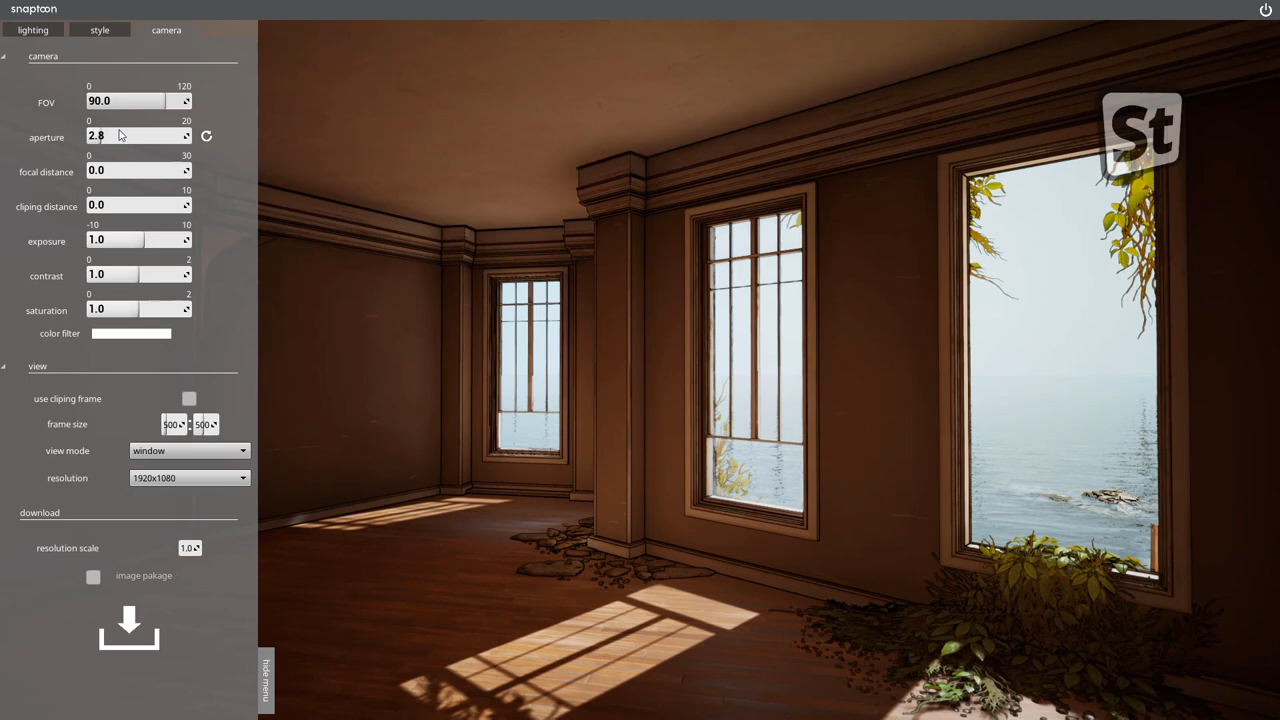 snaptoon
lighting style camera
camera
0 120
FOV 90.0
0 20
aperture 2.8
0 30
focal distance 0.0
0 10
cliping distance 0.0
-10 10
exposure 1.0
0 2
contrast 1.0
0 2
saturation 1.0
color filter
view
use cliping frame
frame size 500 : 500
view mode window
resolution 1920x1080
download
resolution scale 1.0
image pakage
hide menu
St